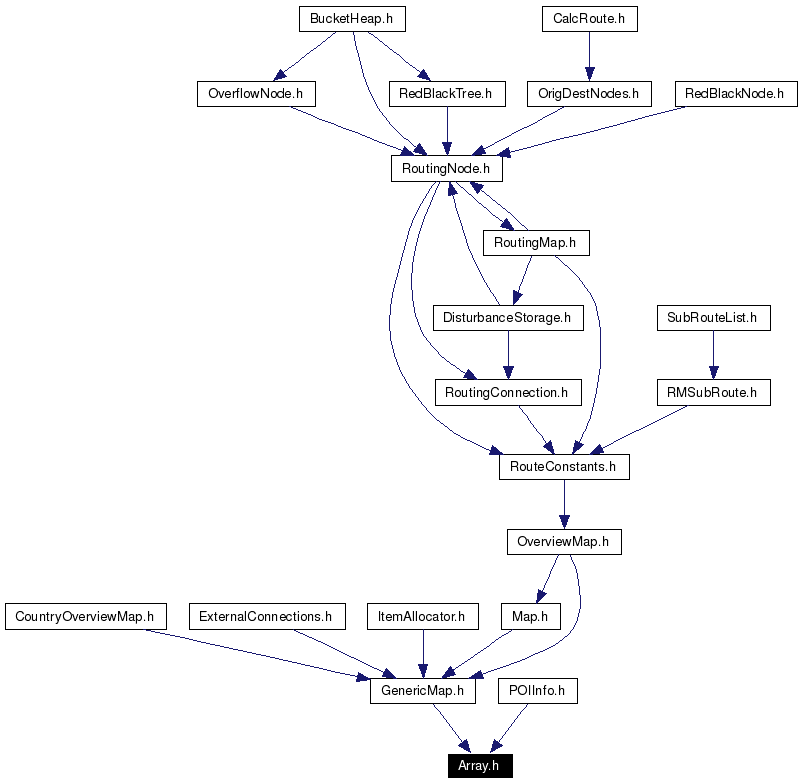 BucketHeap.h
CalcRoute.h
OverflowNode.h
RedBlackTree.h
OrigDestNodes.h
RedBlackNode.h
RoutingNode.h
RoutingMap.h
DisturbanceStorage.h
SubRouteList.h
RoutingConnection.h
RMSubRoute.h
RouteConstants.h
OverviewMap.h
CountryOverviewMap.h
ExternalConnections.h
ItemAllocator.h
Map.h
GenericMap.h
POIInfo.h
Array.h